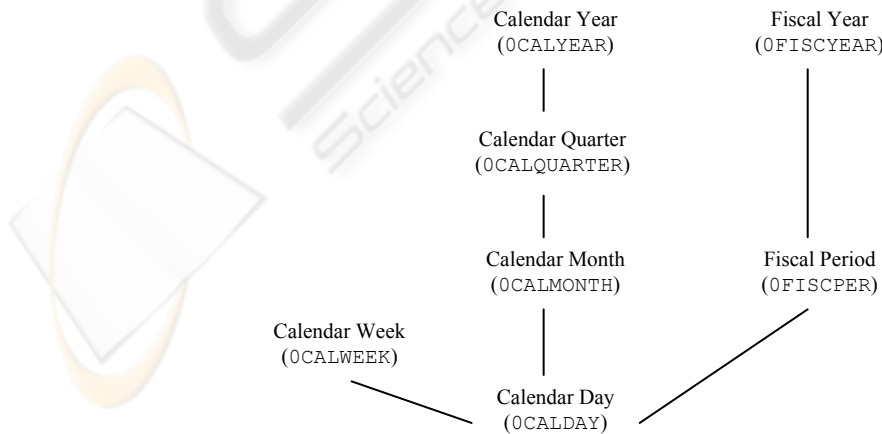 Calendar Year
(0CALYEAR)
Fiscal Year
(0FISCYEAR)
Calendar Quarter
(0CALQUARTER)
Calendar Month
(0CALMONTH)
Fiscal Period
(0FISCPER)
Calendar Week
(0CALWEEK)
Calendar Day
(0CALDAY)
Science